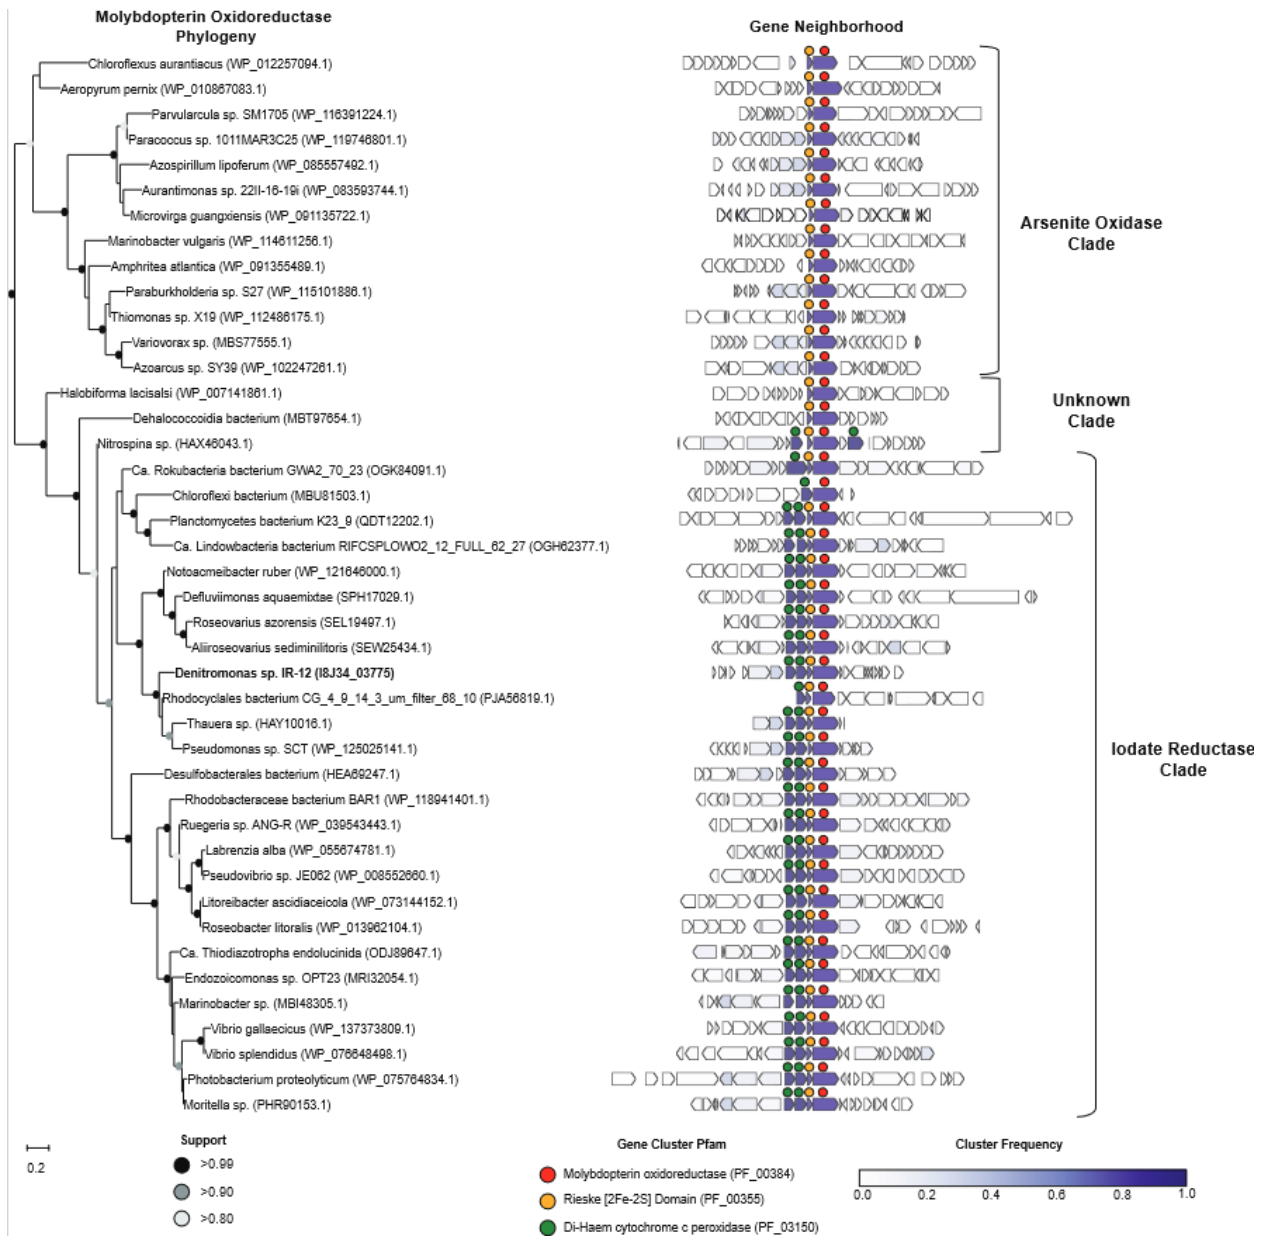 Molybdopterin Oxidoreductase
Phylogeny
Gene Neighborhood
Chloroflexus aurantiacus (WP_012257094.1)
Aeropyrum pernix (WP_010867083.1)
Parvularcula sp. SM1705 (WP_116391224.1)
Paracoccus sp. 1011MAR3C25 (WP_119746801.1)
Azospirillum lipoferum (WP_085557492.1)
Aurantimonas sp. 22II-16-19i (WP_083593744.1)
Microvirga guangxiensis (WP_091135722.1)
Marinobacter vulgaris (WP_114611256.1)
Amphritea atlantica (WP_091355489.1)
Paraburkholderia sp. S27 (WP_115101886.1)
Thiomonas sp. X19 (WP_112486175.1)
Variovorax sp. (MBS77555.1)
Azoarcus sp. SY39 (WP_102247261.1)
Arsenite Oxidase
Clade
Halobiforma lacisalsi (WP_007141861.1)
Dehalococcoidia bacterium (MBT97654.1)
Nitrospina sp. (HAX46043.1)
Unknown
Clade
Ca. Rokubacteria bacterium GWA2_70_23 (OGK84091.1)
Chloroflexi bacterium (MBU81503.1)
Planctomycetes bacterium K23_9 (QDT12202.1)
Ca. Lindowbacteria bacterium RIFCSPLOWO2_12_FULL_62_27 (OGH62377.1)
Notoacmeibacter ruber (WP_121646000.1)
Defluviimonas aquaemixtae (SPH17029.1)
Roseovarius azorensis (SEL19497.1)
Aliiroseovarius sediminilitoris (SEW25434.1)
Denitromonas sp. IR-12 (I8J34_03775)
Rhodocyclales bacterium CG_4_9_14_3_um_filter_68_10 (PJA56819.1)
Thauera sp. (HAY10016.1)
Pseudomonas sp. SCT (WP_125025141.1)
Desulfobacterales bacterium (HEA69247.1)
Rhodobacteraceae bacterium BAR1 (WP_118941401.1)
Ruegeria sp. ANG-R (WP_039543443.1)
Labrenzia alba (WP_055674781.1)
Pseudovibrio sp. JE062 (WP_008552660.1)
Litoreibacter ascidiaceicola (WP_073144152.1)
Roseobacter litoralis (WP_013962104.1)
Ca. Thiodiazotropha endolucinida (ODJ89647.1)
Endozoicomonas sp. OPT23 (MRI32054.1)
Marinobacter sp. (MBI48305.1)
Vibrio gallaecicus (WP_137373809.1)
Vibrio splendidus (WP_076648498.1)
Photobacterium proteolyticum (WP_075764834.1)
Moritella sp. (PHR90153.1)
Iodate Reductase
Clade
0.2
Support
>0.99
>0.90
>0.80
Gene Cluster Pfam
Molybdopterin oxidoreductase (PF_00384)
Rieske [2Fe-2S] Domain (PF_00355)
Di-Haem cytochrome c peroxidase (PF_03150)
Cluster Frequency
0.0 0.2 0.4 0.6 0.8 1.0